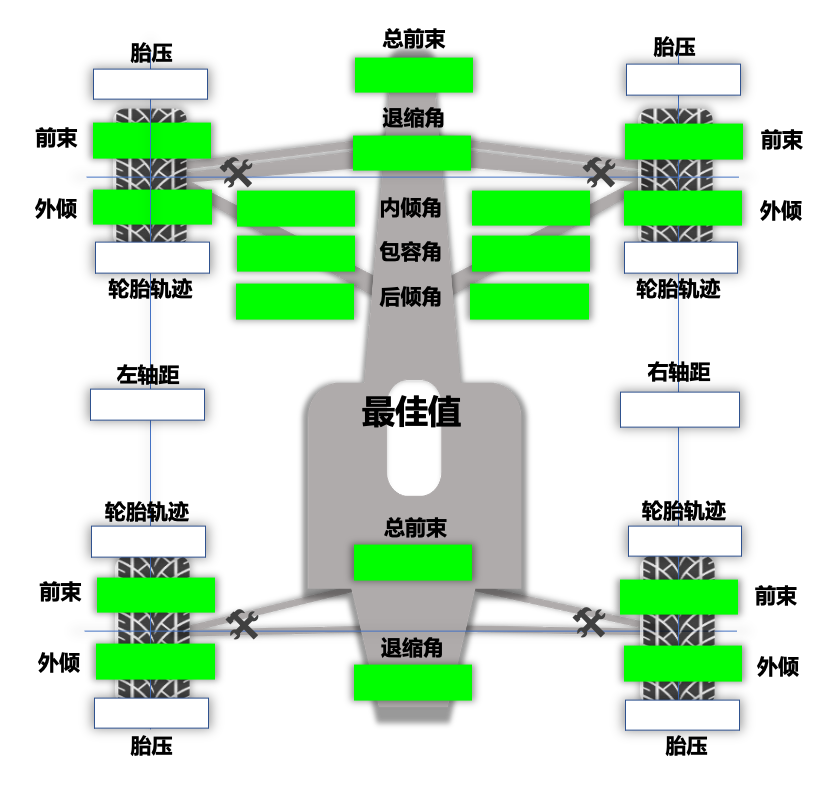 总前束
胎压
胎压
退缩角
前束
前束
外倾
内倾角
外倾
包容角
轮胎轨迹
后倾角
轮胎轨迹
左轴距
右轴距
最佳值
轮胎轨迹
轮胎轨迹
总前束
前束
前束
退缩角
外倾
外倾
胎压
胎压